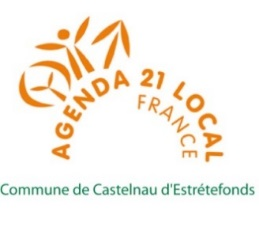 AGENDA 21 LOCAL
FRANCE
Commune de Castelnau d'Estrétefonds